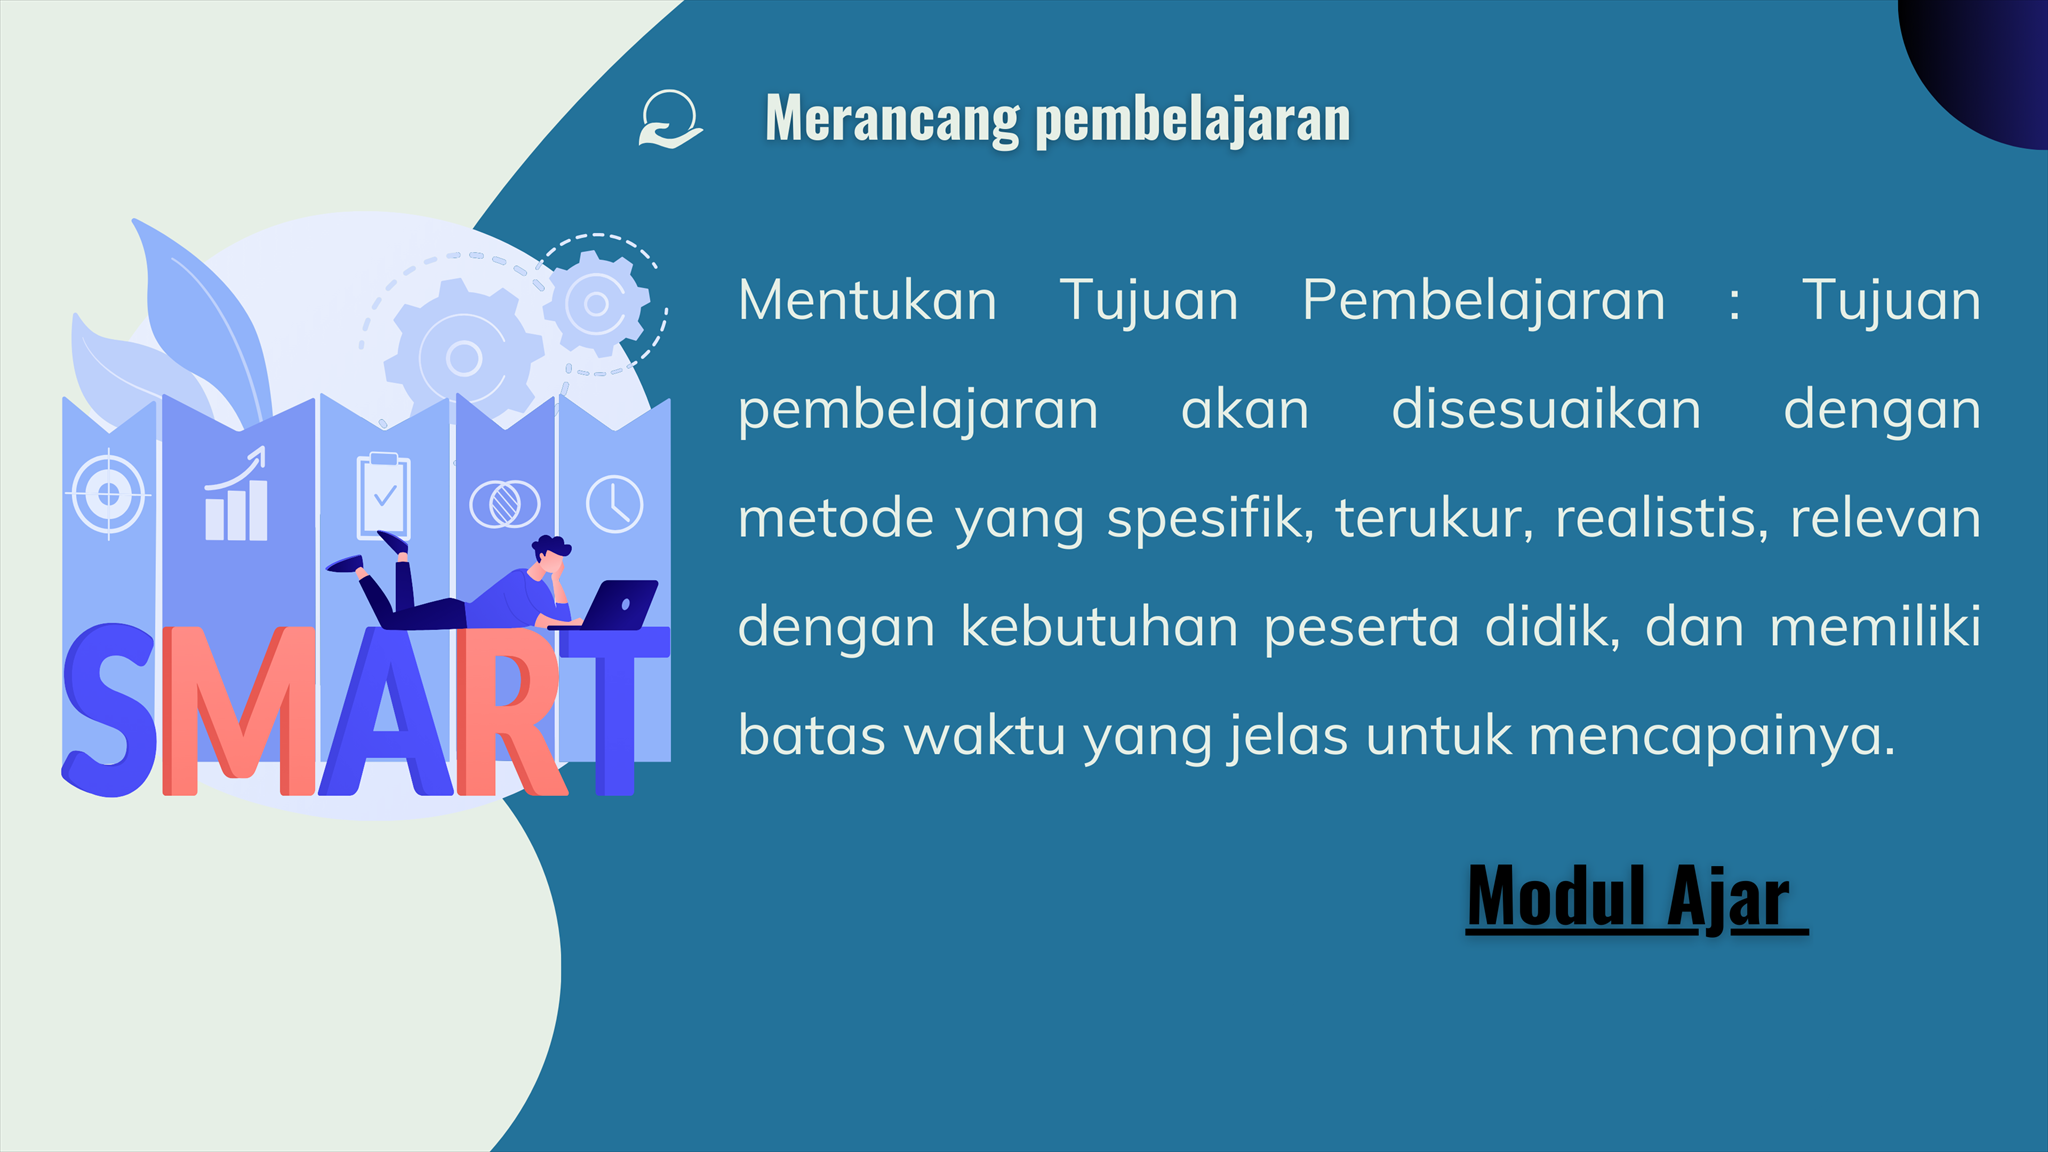 Merancang pembelajaran
Mentukan Tujuan Pembelajaran : Tujuan
pembelajaran akan disesuaikan dengan
metode yang spesifik, terukur, realistis, relevan
dengan kebutuhan peserta didik, dan memiliki
batas waktu yang jelas untuk mencapainya.
SMART
Modul Ajar